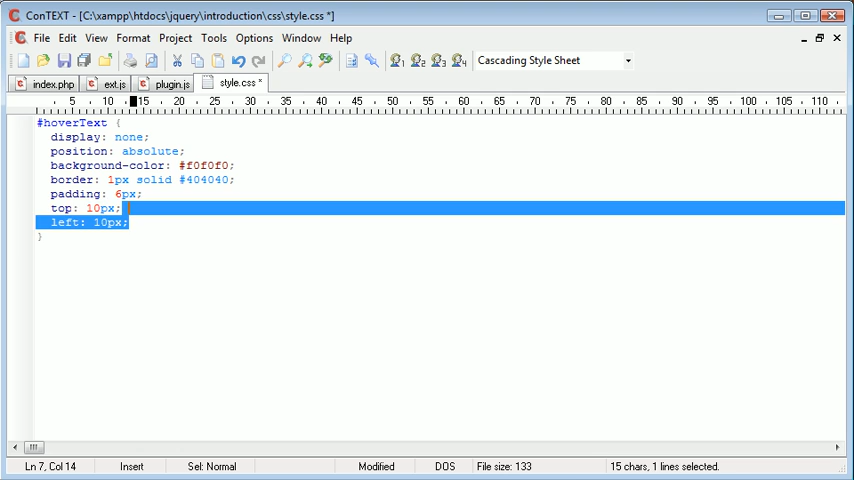 ConTEXT - [C:\xampp\htdocs\jquery\introduction\css\style.css *]
File Edit View Format Project Tools Options Window Help
1 2 3 4 Cascading Style Sheet
index.php ext.js plugin.js style.css *
5 10 15 20 25 30 35 40 45 50 55 60 65 70 75 80 85 90 95 100 105 110
#hoverText {
display: none;
position: absolute;
background-color: #f0f0f0;
border: 1px solid #404040;
padding: 6px;
top: 10px;
left: 10px;
}
Ln 7, Col 14 Insert Sel: Normal Modified DOS File size: 133 15 chars, 1 lines selected.